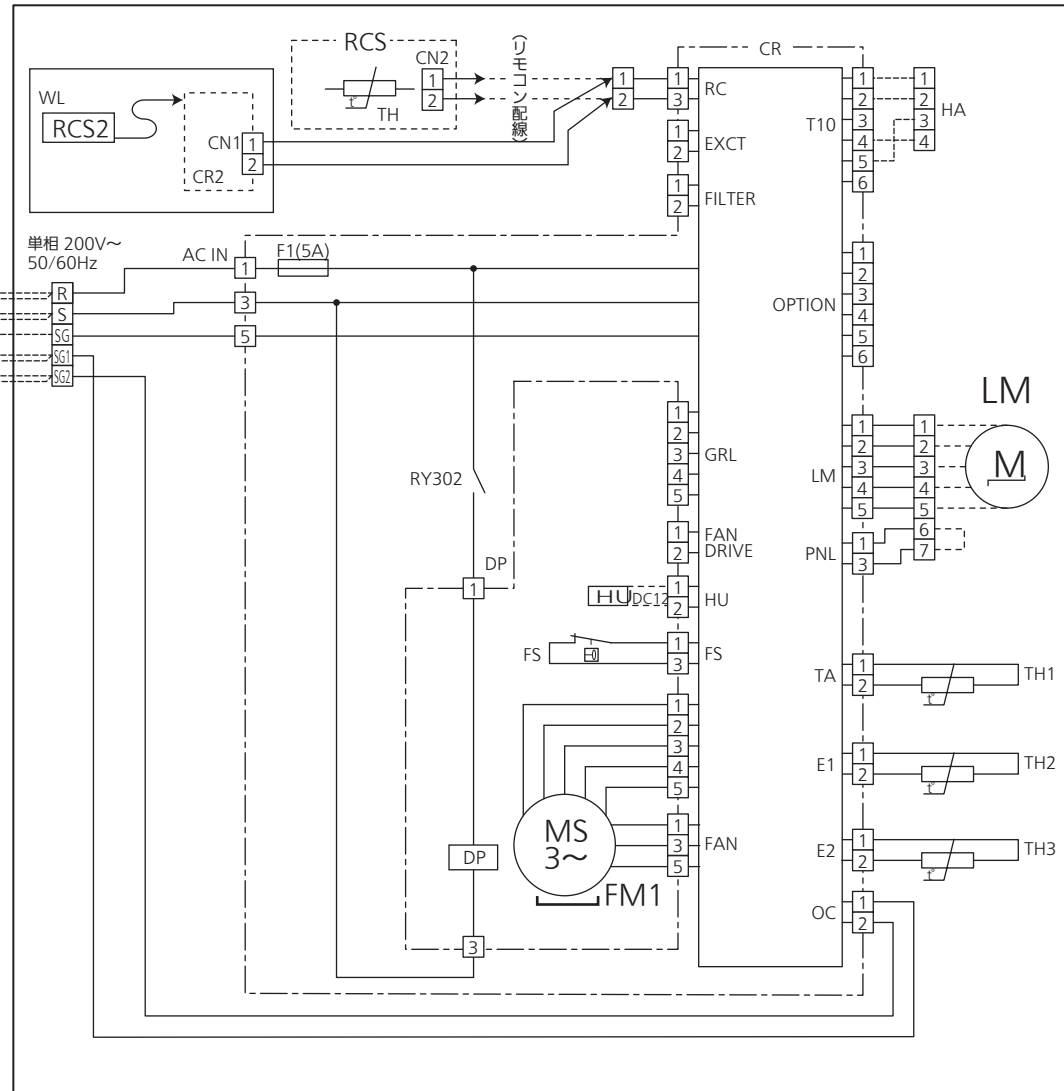 RCS
CN2
1
2
t°
TH
(リモコン配線)
1
2
CR
1
3
RC
1
2
EXCT
1
2
FILTER
WL
RCS2
CN1
1
2
CR2
単相 200V～
50/60Hz
AC IN
1
F1(5A)
3
5
R
S
SG
SG1
SG2
T10
1
2
3
4
5
6
1
2
3
4
HA
OPTION
1
2
3
4
5
6
LM
1
2
3
4
5
1
2
3
4
5
6
7
LM
M
PNL
1
3
RY302
1
2
3
4
5
GRL
1
2
FAN
DRIVE
DP
1
HU
DC12
1
2
HU
FS
1
3
FS
1
2
3
4
5
MS
3～
FM1
1
3
5
FAN
DP
3
TA
1
2
t°
TH1
E1
1
2
t°
TH2
E2
1
2
t°
TH3
OC
1
2